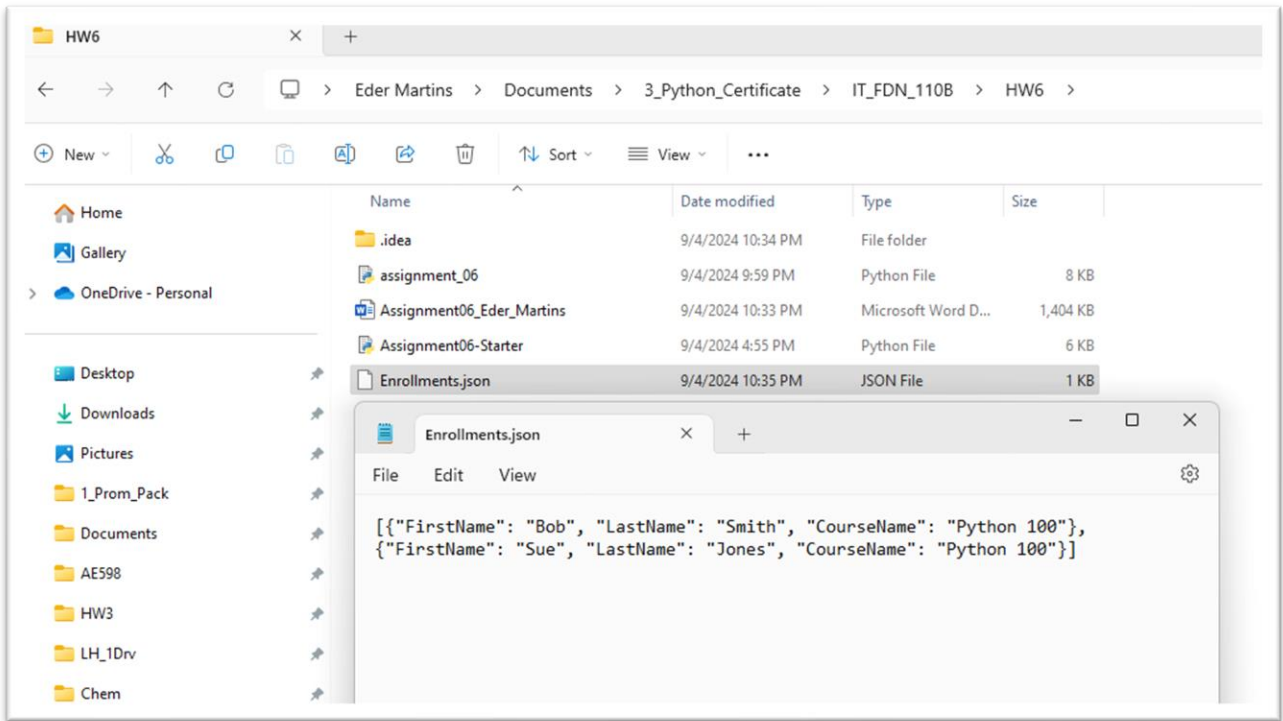 HW6
Eder Martins > Documents > 3_Python_Certificate > IT_FDN_110B > HW6 >
New Sort View ...
Name Date modified Type Size
Home
Gallery
OneDrive - Personal
Desktop
Downloads
Pictures
1_Prom_Pack
Documents
AE598
HW3
LH_1Drv
Chem
.idea 9/4/2024 10:34 PM File folder
assignment_06 9/4/2024 9:59 PM Python File 8 KB
Assignment06_Eder_Martins 9/4/2024 10:33 PM Microsoft Word D... 1,404 KB
Assignment06-Starter 9/4/2024 4:55 PM Python File 6 KB
Enrollments.json 9/4/2024 10:35 PM JSON File 1 KB
Enrollments.json
File Edit View
[{"FirstName": "Bob", "LastName": "Smith", "CourseName": "Python 100"},
{"FirstName": "Sue", "LastName": "Jones", "CourseName": "Python 100"}]